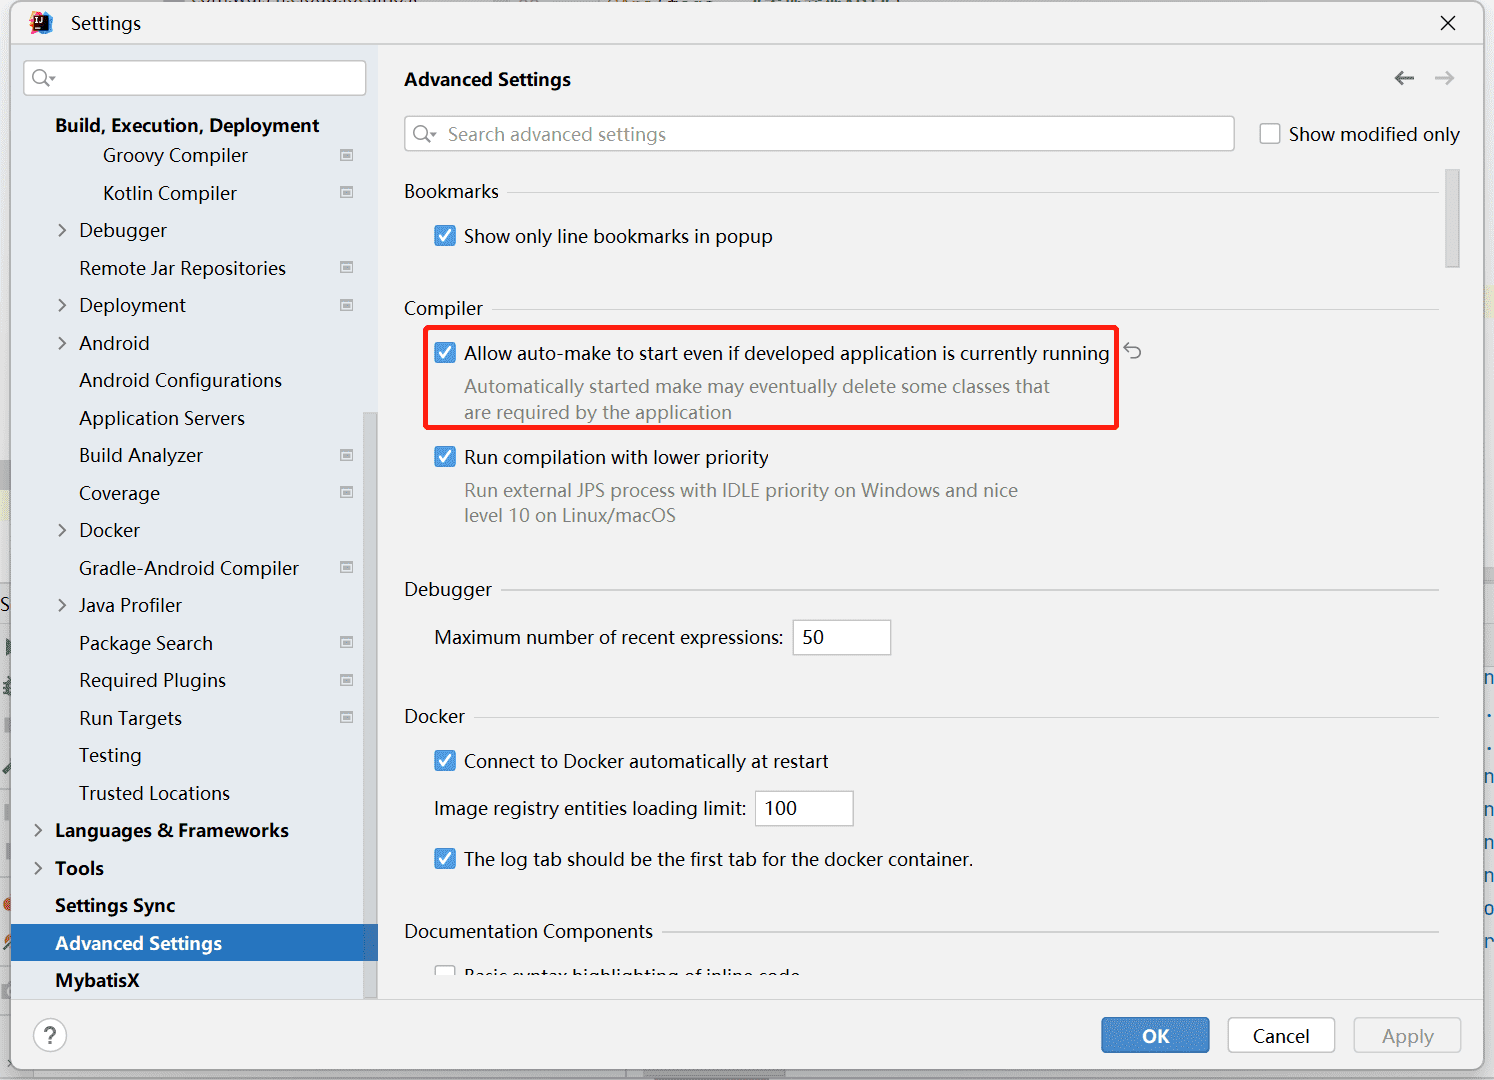 Settings
Build, Execution, Deployment
Groovy Compiler
Kotlin Compiler
Debugger
Remote Jar Repositories
Deployment
Android
Android Configurations
Application Servers
Build Analyzer
Coverage
Docker
Gradle-Android Compiler
Java Profiler
Package Search
Required Plugins
Run Targets
Testing
Trusted Locations
Languages & Frameworks
Tools
Settings Sync
Advanced Settings
MybatisX
Advanced Settings
Search advanced settings
Show modified only
Bookmarks
Show only line bookmarks in popup
Compiler
Allow auto-make to start even if developed application is currently running
Automatically started make may eventually delete some classes that
are required by the application
Run compilation with lower priority
Run external JPS process with IDLE priority on Windows and nice
level 10 on Linux/macOS
Debugger
Maximum number of recent expressions: 50
Docker
Connect to Docker automatically at restart
Image registry entities loading limit: 100
The log tab should be the first tab for the docker container.
Documentation Components
Basic syntax highlighting of inline code
?
OK
Cancel
Apply